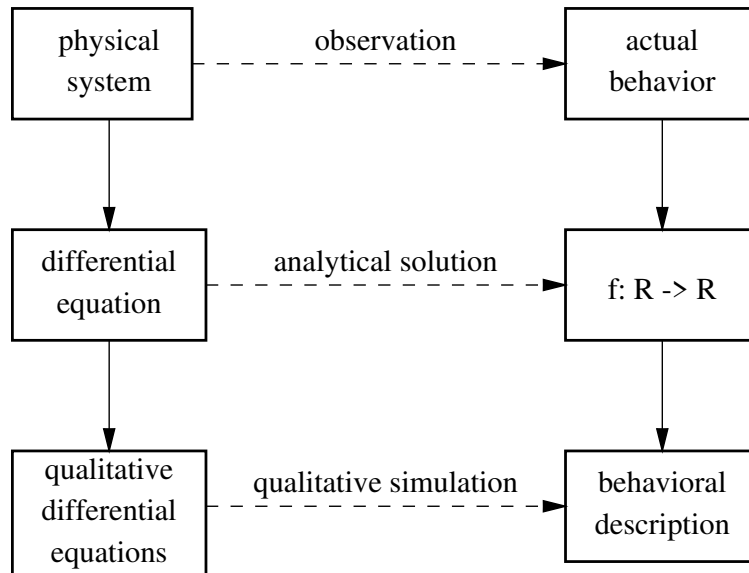 physical
system
observation
actual
behavior
differential
equation
analytical solution
f: R -> R
qualitative
differential
equations
qualitative simulation
behavioral
description